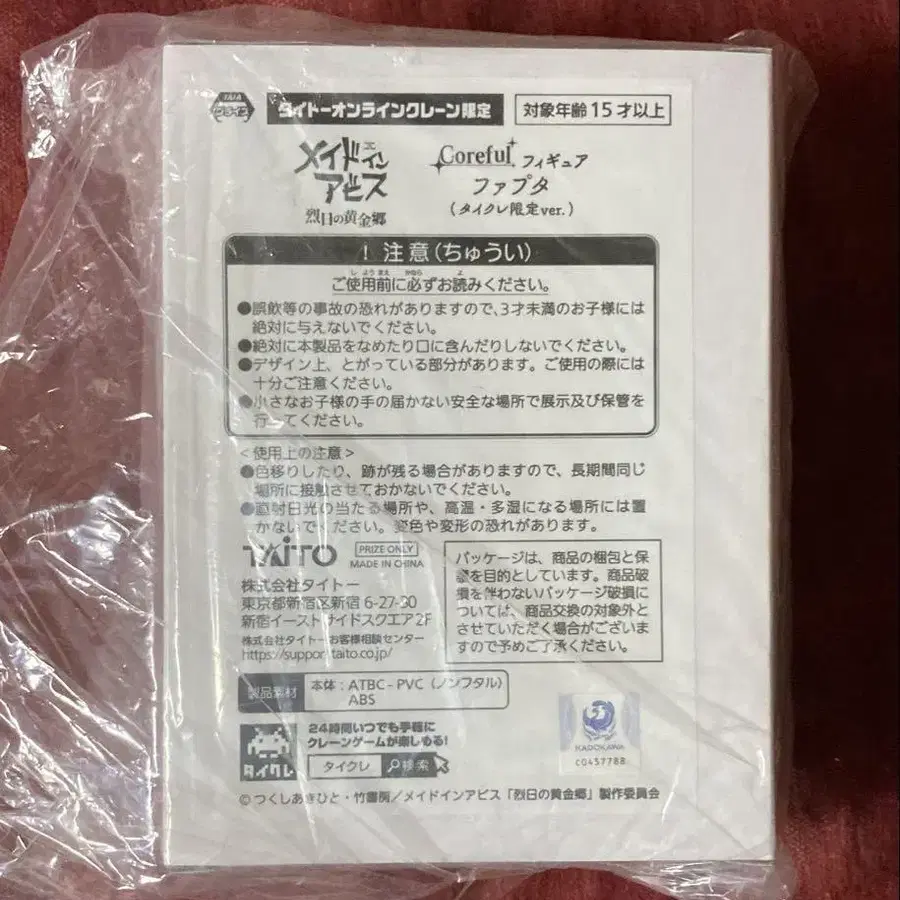 プライズ
タイトーオンラインクレーン限定
対象年齢15才以上
メイドインアビス
烈日の黄金郷
Coreful フィギュア
ファプタ
(タイクレ限定ver.)
! 注意(ちゅうい)
しようまえ かなら よ
ご使用前に必ずお読みください。
●誤飲等の事故の恐れがありますので、3才未満のお子様には
絶対に与えないでください。
●絶対に本製品をなめたり口に含んだりしないでください。
●デザイン上、とがっている部分があります。ご使用の際には
十分ご注意ください。
●小さなお子様の手の届かない安全な場所で展示及び保管を
行ってください。
<使用上の注意>
●色移りしたり、跡が残る場合がありますので、長期間同じ
場所に接触させておかないでください。
●直射日光の当たる場所や、高温・多湿になる場所には置
かないでください。変色や変形の恐れがあります。
TAITO
PRIZE ONLY
MADE IN CHINA
株式会社タイトー
東京都新宿区新宿6-27-30
新宿イーストサイドスクエア2F
株式会社タイトーお客様相談センター
https://support.taito.co.jp/
パッケージは、商品の梱包と保
護を目的としています。商品破
損を伴わないパッケージ破損に
ついては、商品交換の対象外と
させていただく場合がございま
すので予めご了承ください。
製品素材
本体:ATBC-PVC(ノンフタル)
ABS
タイクレ
24時間いつでも手軽に
クレーンゲームが楽しめる!
タイクレ 検索
KADOKAWA
C0457788
©つくしあきひと・竹書房/メイドインアビス「烈日の黄金郷」製作委員会